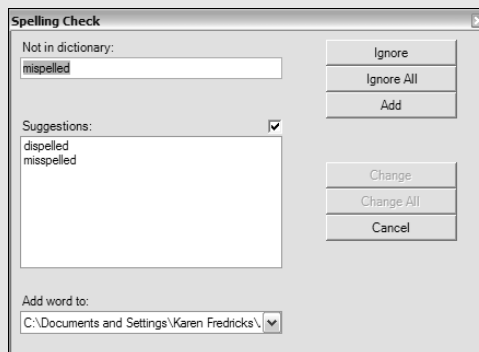 Spelling Check
Not in dictionary:
mispelled
Ignore
Ignore All
Add
Suggestions:
dispelled
misspelled
Change
Change All
Cancel
Add word to:
C:\Documents and Settings\Karen Fredricks\.